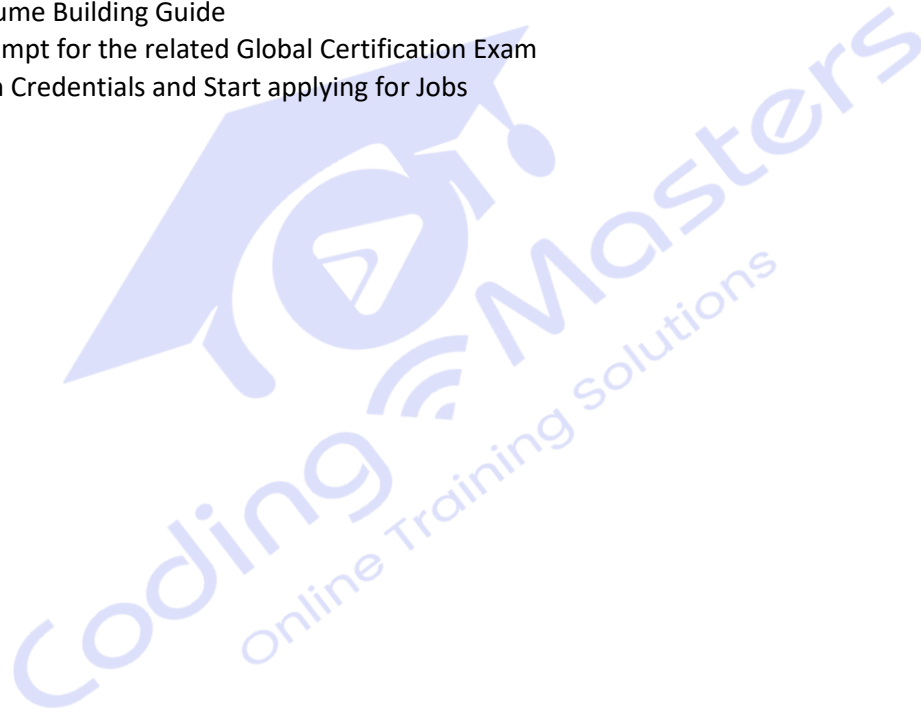 ume Building Guide
mpt for the related Global Certification Exam
n Credentials and Start applying for Jobs
Coding Masters
Online Training Solutions